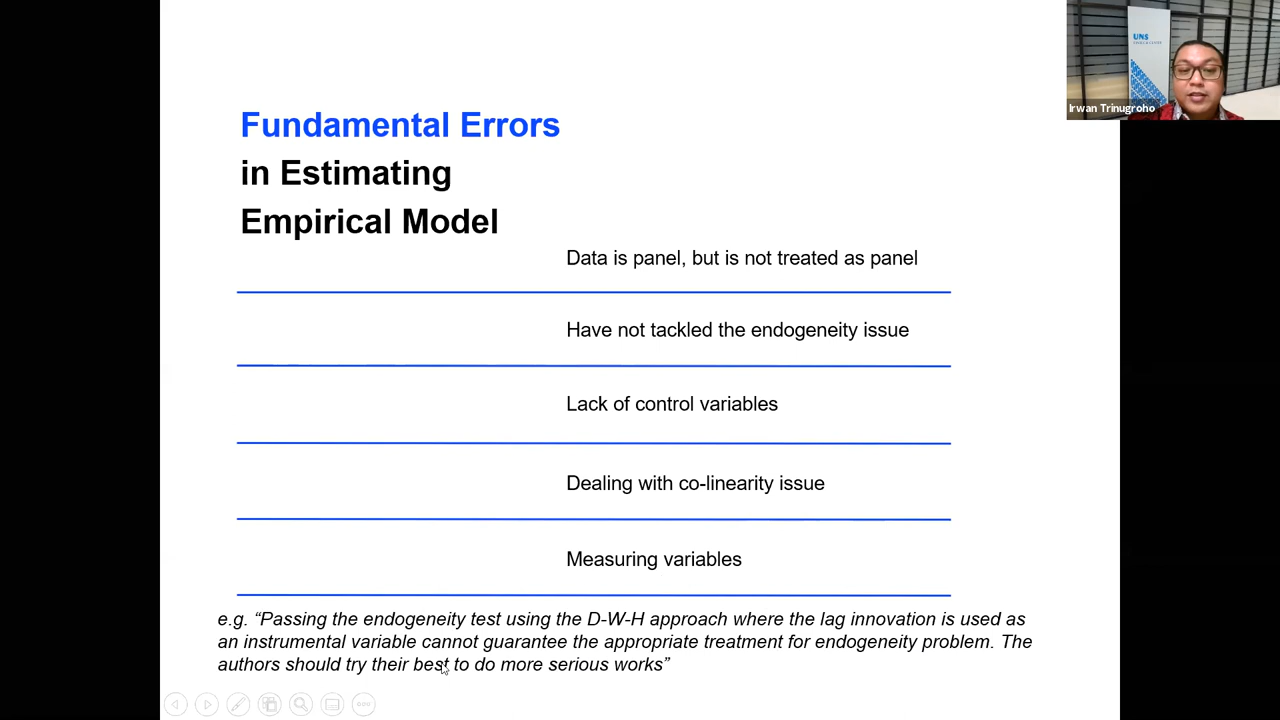 Fundamental Errors
in Estimating
Empirical Model
Data is panel, but is not treated as panel
Have not tackled the endogeneity issue
Lack of control variables
Dealing with co-linearity issue
Measuring variables
e.g. “Passing the endogeneity test using the D-W-H approach where the lag innovation is used as
an instrumental variable cannot guarantee the appropriate treatment for endogeneity problem. The
authors should try their best to do more serious works”
UNS
Irwan Trinugroho